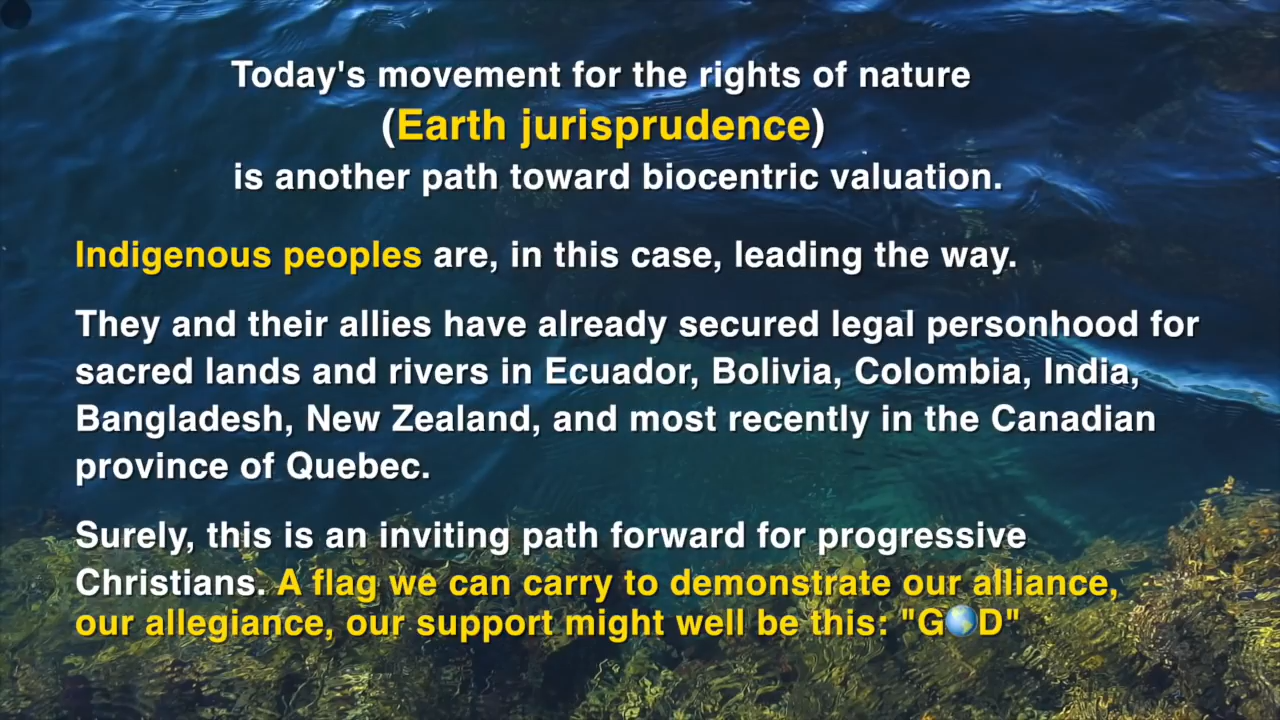 Today's movement for the rights of nature
(Earth jurisprudence)
is another path toward biocentric valuation.
Indigenous peoples are, in this case, leading the way.
They and their allies have already secured legal personhood for
sacred lands and rivers in Ecuador, Bolivia, Colombia, India,
Bangladesh, New Zealand, and most recently in the Canadian
province of Quebec.
Surely, this is an inviting path forward for progressive
Christians. A flag we can carry to demonstrate our alliance,
our allegiance, our support might well be this: "G🌎D"